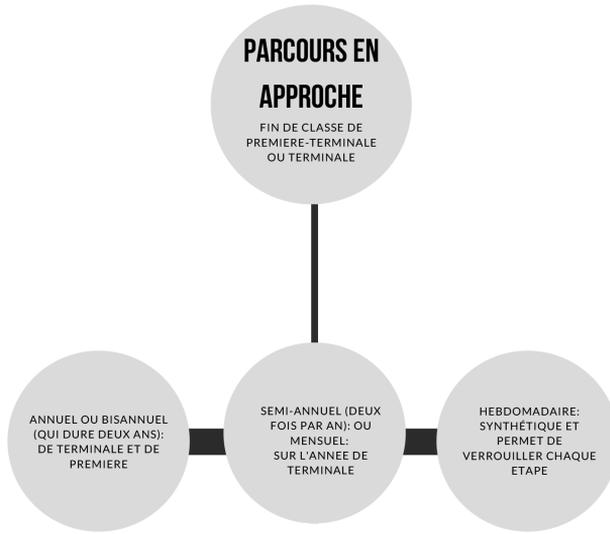 PARCOURS EN
APPROCHE
FIN DE CLASSE DE
PREMIERE-TERMINALE
OU TERMINALE
ANNUEL OU BISANNUEL
(QUI DURE DEUX ANS):
DE TERMINALE ET DE
PREMIERE
SEMI-ANNUEL (DEUX
FOIS PAR AN): OU
MENSUEL:
SUR L'ANNEE DE
TERMINALE
HEBDOMADAIRE:
SYNTHÉTIQUE ET
PERMET DE
VERROUILLER CHAQUE
ETAPE